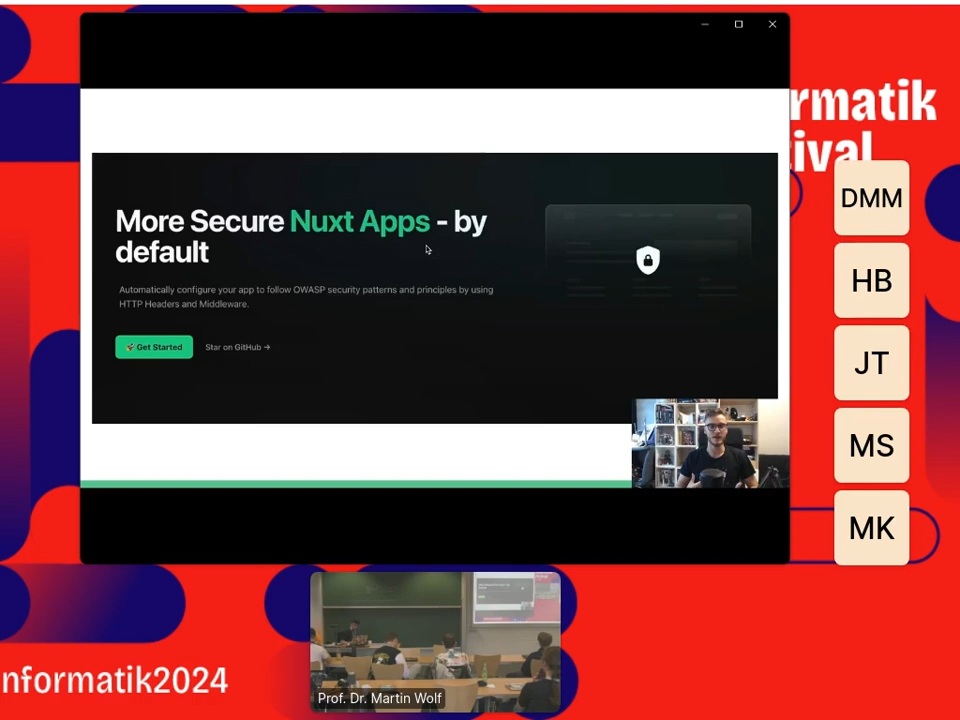 rmatik
ival
More Secure Nuxt Apps - by
default
Automatically configure your app to follow OWASP security patterns and principles by using
HTTP Headers and Middleware.
🚀 Get Started
Star on GitHub →
DMM
HB
JT
MS
MK
Prof. Dr. Martin Wolf
nformatik2024